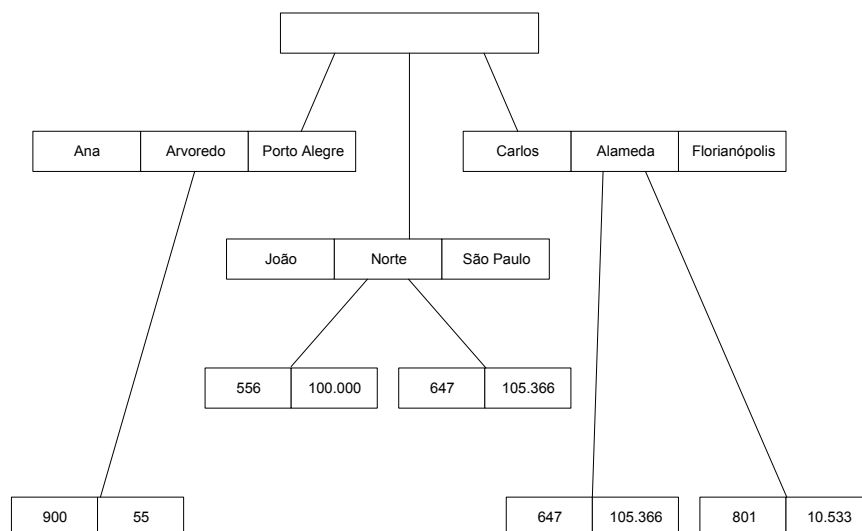 Ana Arvoredo Porto Alegre
Carlos Alameda Florianópolis
João Norte São Paulo
556 100.000
647 105.366
900 55
647 105.366
801 10.533